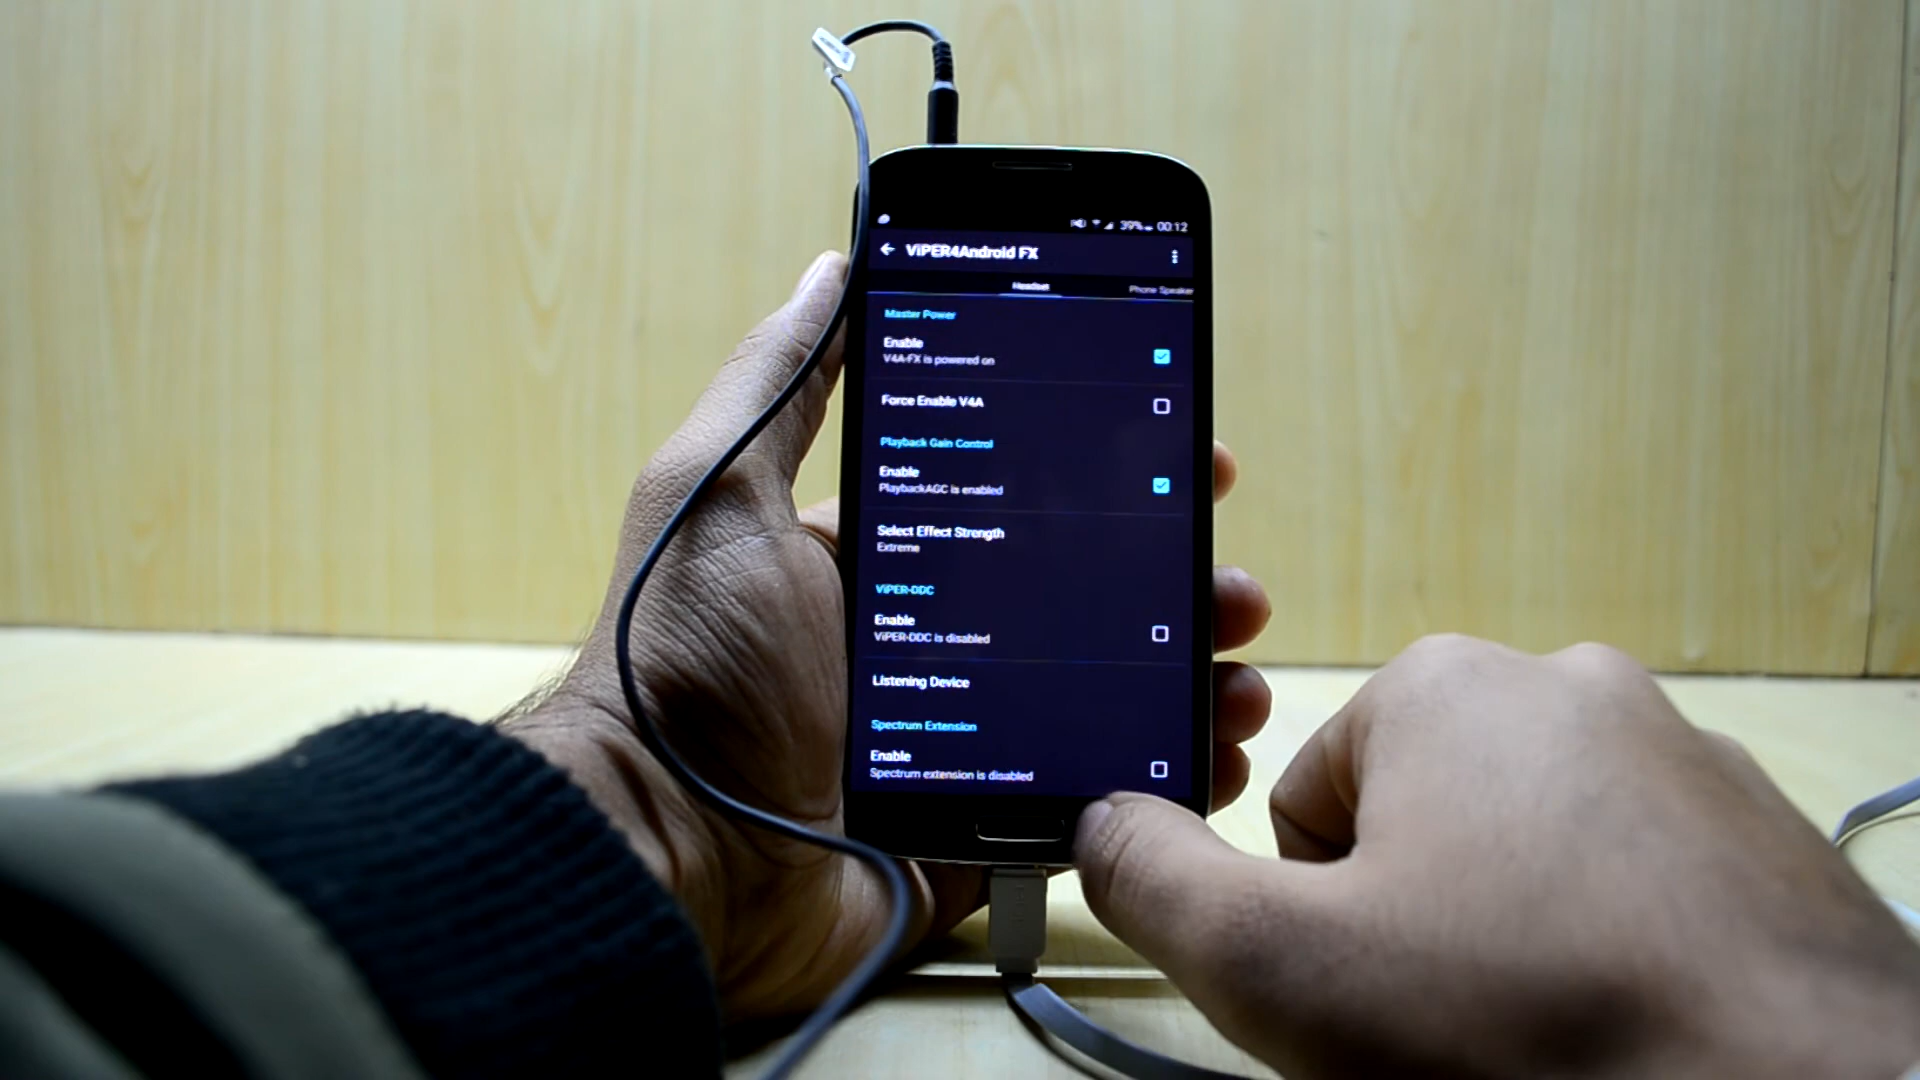 39% 00:12
ViPER4Android FX
Headset Phone Speaker
Master Power
Enable
V4A-FX is powered on
Force Enable V4A
Playback Gain Control
Enable
PlaybackAGC is enabled
Select Effect Strength
Extreme
ViPER-DDC
Enable
ViPER-DDC is disabled
Listening Device
Spectrum Extension
Enable
Spectrum extension is disabled